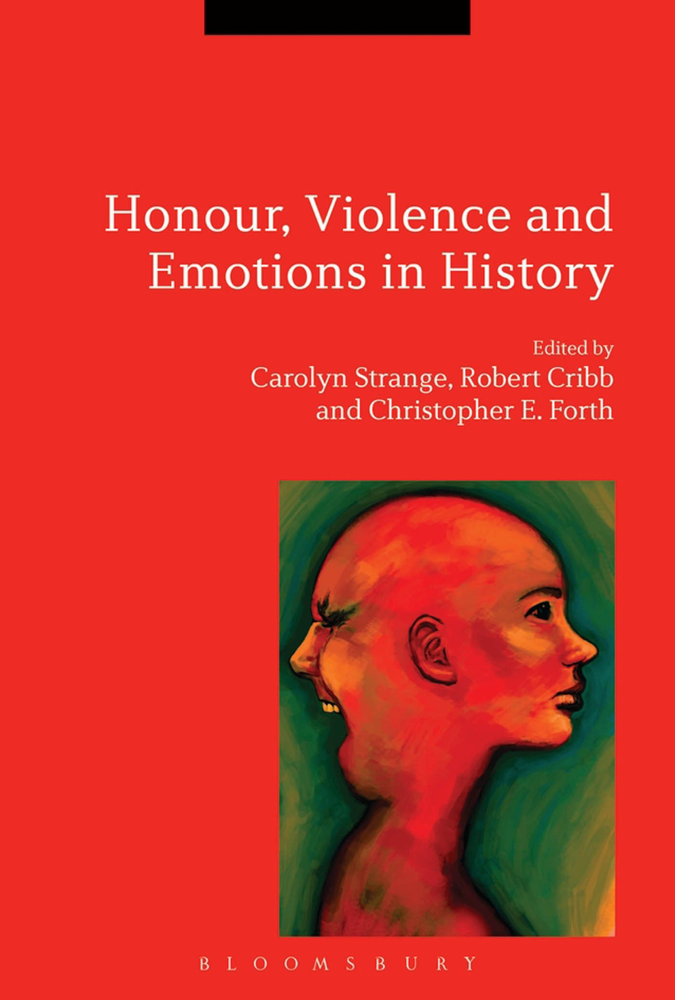 Honour, Violence and
Emotions in History
Edited by
Carolyn Strange, Robert Cribb
and Christopher E. Forth
BLOOMSBURY